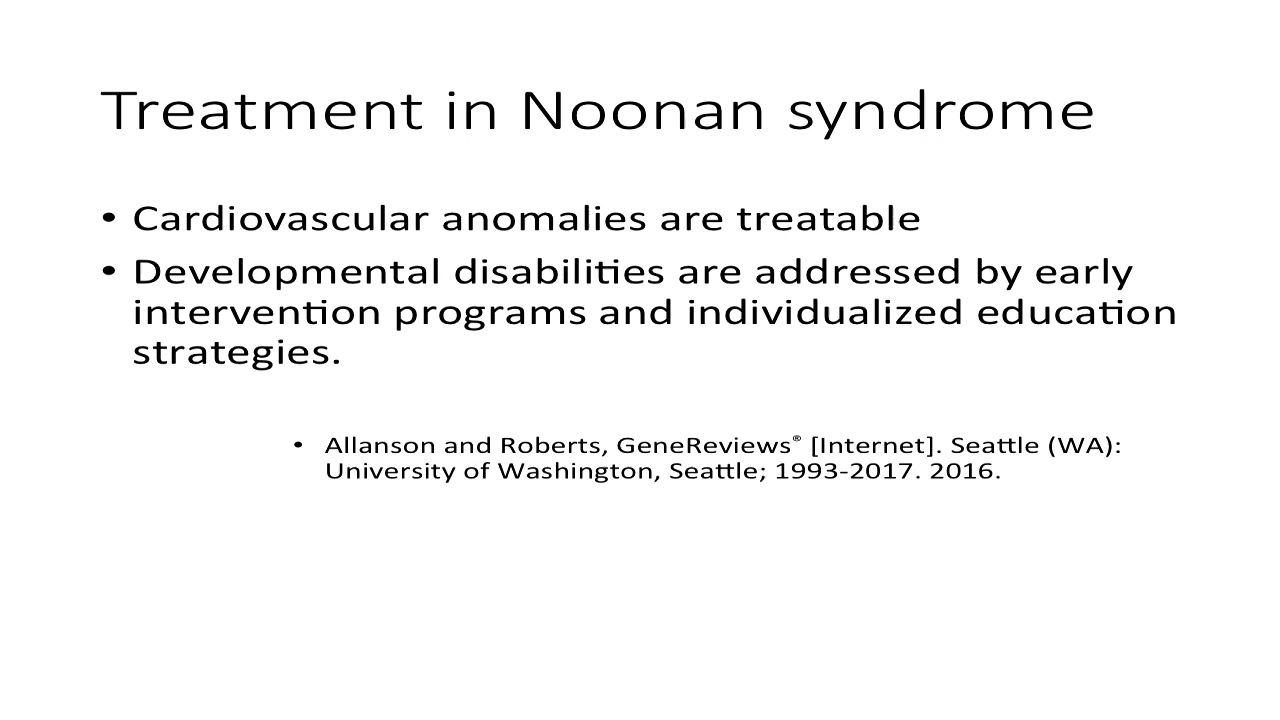 Treatment in Noonan syndrome
• Cardiovascular anomalies are treatable
• Developmental disabilities are addressed by early
intervention programs and individualized education
strategies.
• Allanson and Roberts, GeneReviews® [Internet]. Seattle (WA):
University of Washington, Seattle; 1993-2017. 2016.